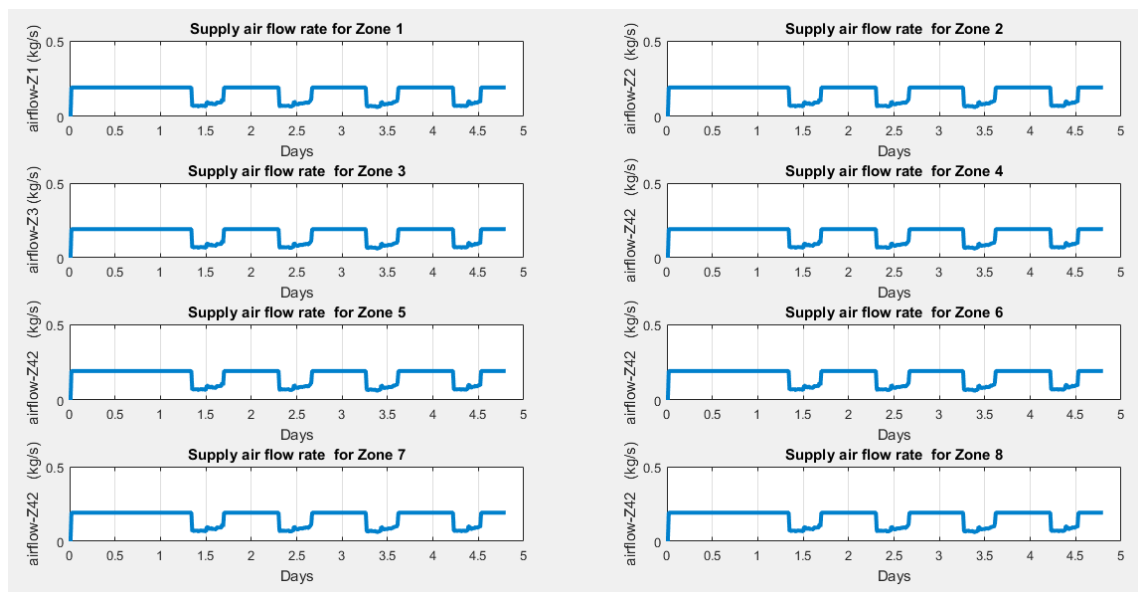 Supply air flow rate for Zone 1
airflow-Z1 (kg/s)
0.5
0
0 0.5 1 1.5 2 2.5 3 3.5 4 4.5 5
Days
Supply air flow rate  for Zone 2
airflow-Z2  (kg/s)
0.5
0
0 0.5 1 1.5 2 2.5 3 3.5 4 4.5 5
Days
Supply air flow rate  for Zone 3
airflow-Z3 (kg/s)
0.5
0
0 0.5 1 1.5 2 2.5 3 3.5 4 4.5 5
Days
Supply air flow rate  for Zone 4
airflow-Z42   (kg/s)
0.5
0
0 0.5 1 1.5 2 2.5 3 3.5 4 4.5 5
Days
Supply air flow rate  for Zone 5
airflow-Z42   (kg/s)
0.5
0
0 0.5 1 1.5 2 2.5 3 3.5 4 4.5 5
Days
Supply air flow rate  for Zone 6
airflow-Z42   (kg/s)
0.5
0
0 0.5 1 1.5 2 2.5 3 3.5 4 4.5 5
Days
Supply air flow rate  for Zone 7
airflow-Z42   (kg/s)
0.5
0
0 0.5 1 1.5 2 2.5 3 3.5 4 4.5 5
Days
Supply air flow rate  for Zone 8
airflow-Z42   (kg/s)
0.5
0
0 0.5 1 1.5 2 2.5 3 3.5 4 4.5 5
Days